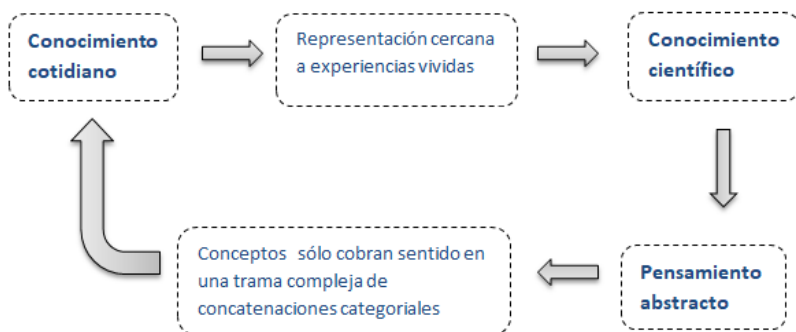 Conocimiento
cotidiano
Representación cercana
a experiencias vividas
Conocimiento
científico
Conceptos sólo cobran sentido en
una trama compleja de
concatenaciones categoriales
Pensamiento
abstracto